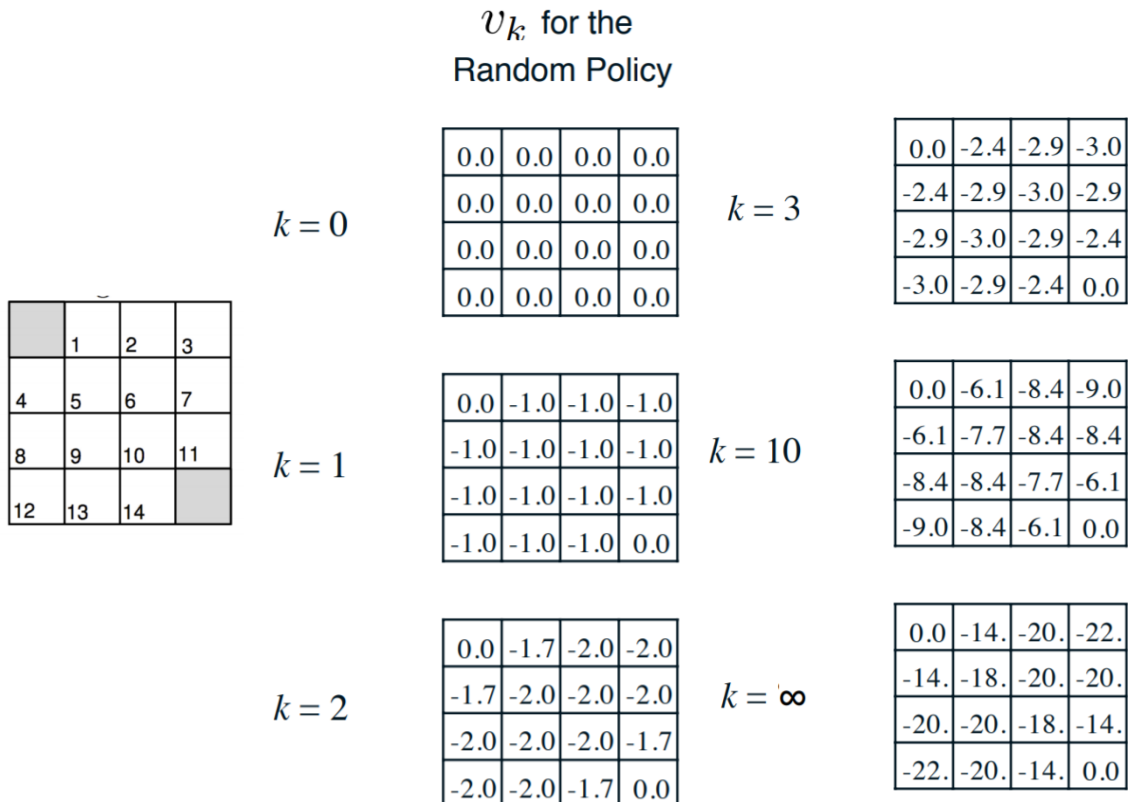 vₖ for the
Random Policy
1 2 3
4 5 6 7
8 9 10 11
12 13 14
k = 0
0.0 0.0 0.0 0.0
0.0 0.0 0.0 0.0
0.0 0.0 0.0 0.0
0.0 0.0 0.0 0.0
k = 1
0.0 -1.0 -1.0 -1.0
-1.0 -1.0 -1.0 -1.0
-1.0 -1.0 -1.0 -1.0
-1.0 -1.0 -1.0 0.0
k = 2
0.0 -1.7 -2.0 -2.0
-1.7 -2.0 -2.0 -2.0
-2.0 -2.0 -2.0 -1.7
-2.0 -2.0 -1.7 0.0
k = 3
0.0 -2.4 -2.9 -3.0
-2.4 -2.9 -3.0 -2.9
-2.9 -3.0 -2.9 -2.4
-3.0 -2.9 -2.4 0.0
k = 10
0.0 -6.1 -8.4 -9.0
-6.1 -7.7 -8.4 -8.4
-8.4 -8.4 -7.7 -6.1
-9.0 -8.4 -6.1 0.0
k = ∞
0.0 -14. -20. -22.
-14. -18. -20. -20.
-20. -20. -18. -14.
-22. -20. -14. 0.0